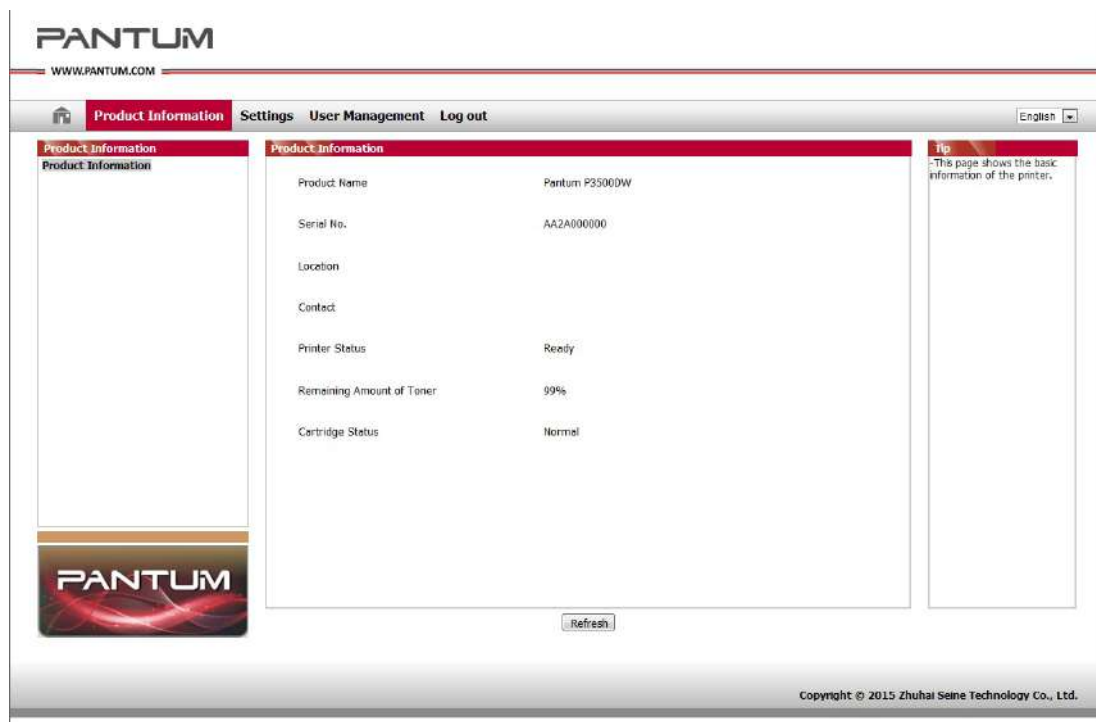 PANTUM
WWW.PANTUM.COM
Product Information Settings User Management Log out English
Product Information
Product Information
Product Information
Product Name Pantum P3500DW
Serial No. AA2A000000
Location
Contact
Printer Status Ready
Remaining Amount of Toner 99%
Cartridge Status Normal
Tip
-This page shows the basic
information of the printer.
PANTUM
Refresh
Copyright © 2015 Zhuhai Seine Technology Co., Ltd.